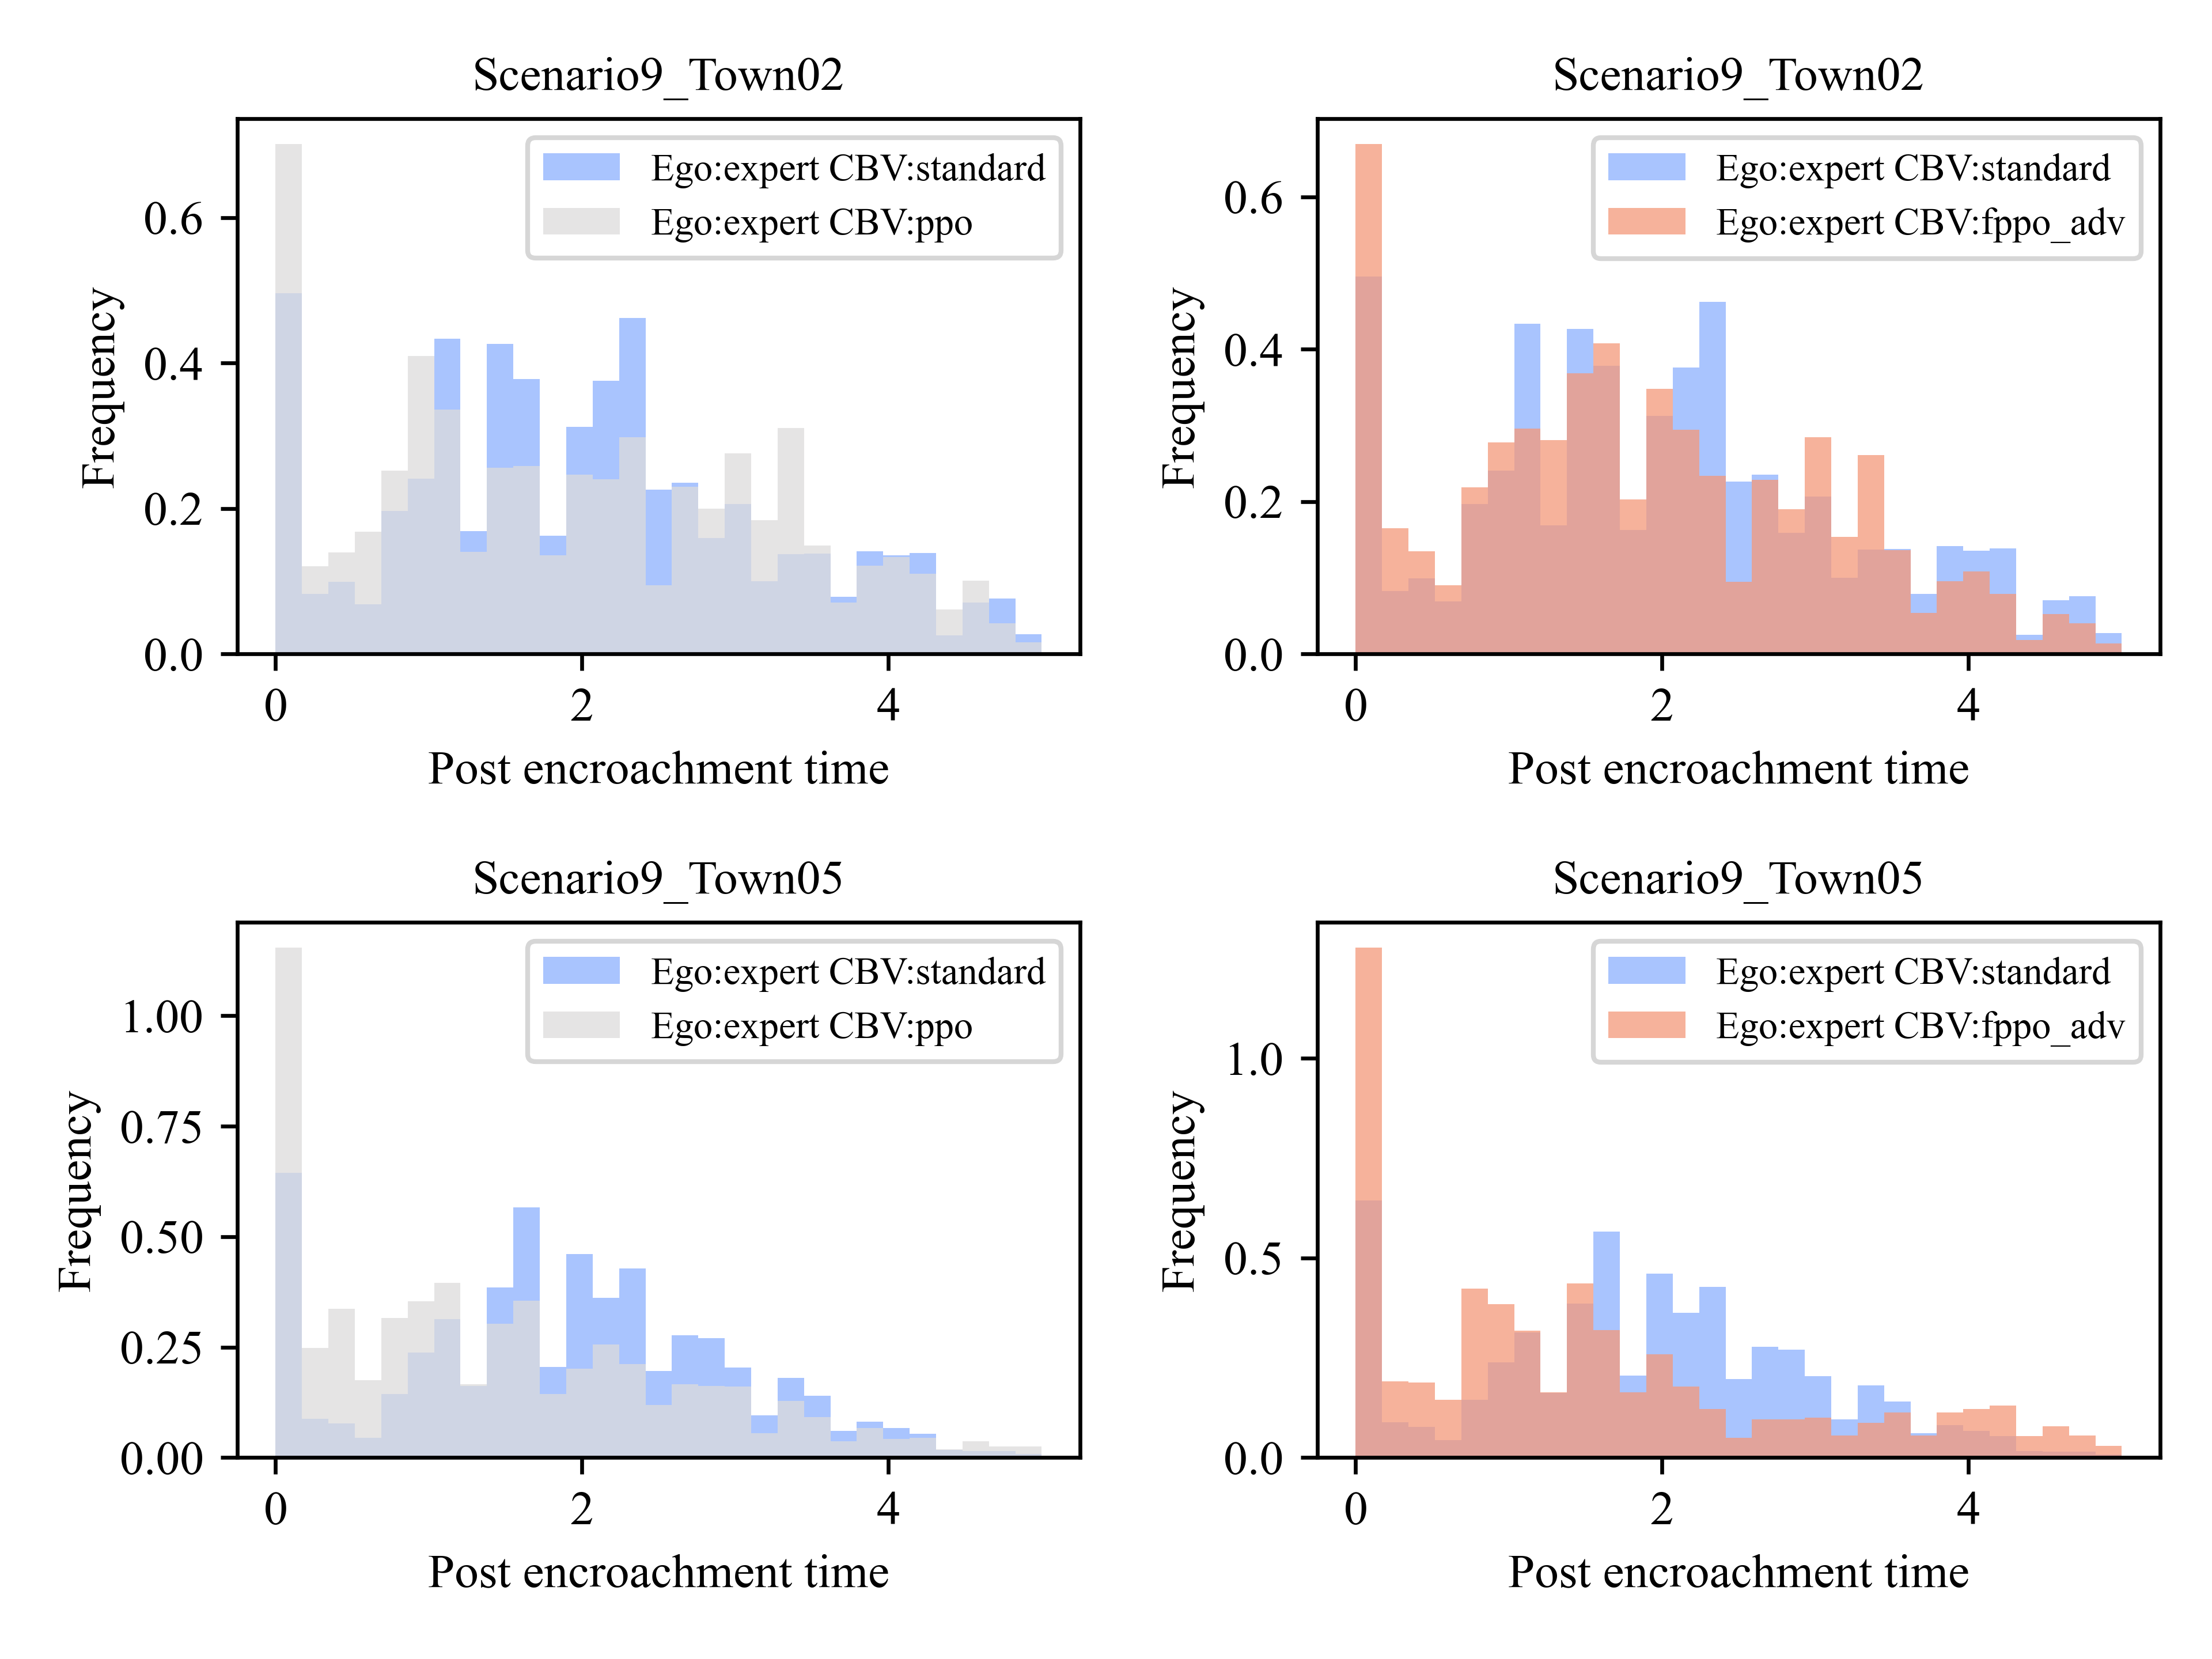 Scenario9_Town02
Ego:expert CBV:standard
Ego:expert CBV:ppo
Frequency
0.6
0.4
0.2
0.0
0
2
4
Post encroachment time
Scenario9_Town02
Ego:expert CBV:standard
Ego:expert CBV:fppo_adv
Frequency
0.6
0.4
0.2
0.0
0
2
4
Post encroachment time
Scenario9_Town05
Ego:expert CBV:standard
Ego:expert CBV:ppo
Frequency
1.00
0.75
0.50
0.25
0.00
0
2
4
Post encroachment time
Scenario9_Town05
Ego:expert CBV:standard
Ego:expert CBV:fppo_adv
Frequency
1.0
0.5
0.0
0
2
4
Post encroachment time